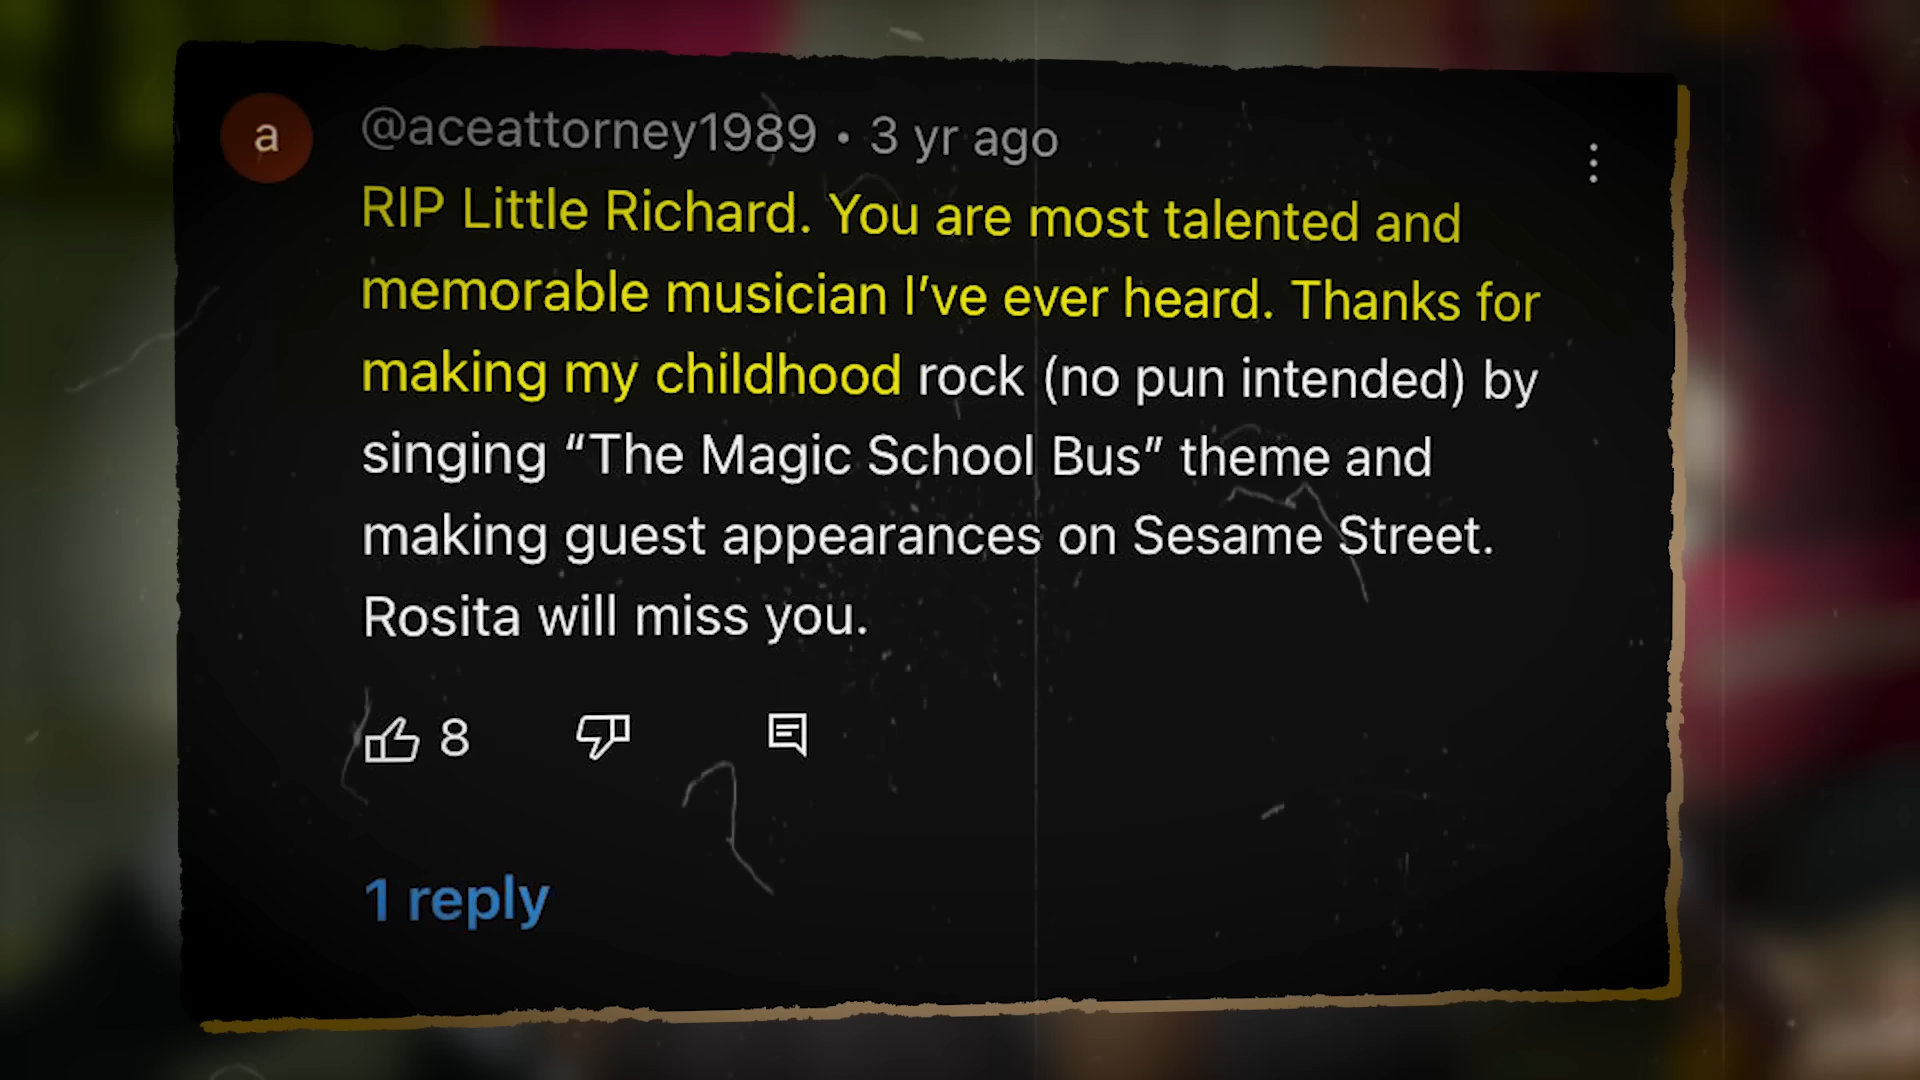 a
@aceattorney1989 • 3 yr ago
RIP Little Richard. You are most talented and
memorable musician I’ve ever heard. Thanks for
making my childhood rock (no pun intended) by
singing “The Magic School Bus” theme and
making guest appearances on Sesame Street.
Rosita will miss you.
8
1 reply